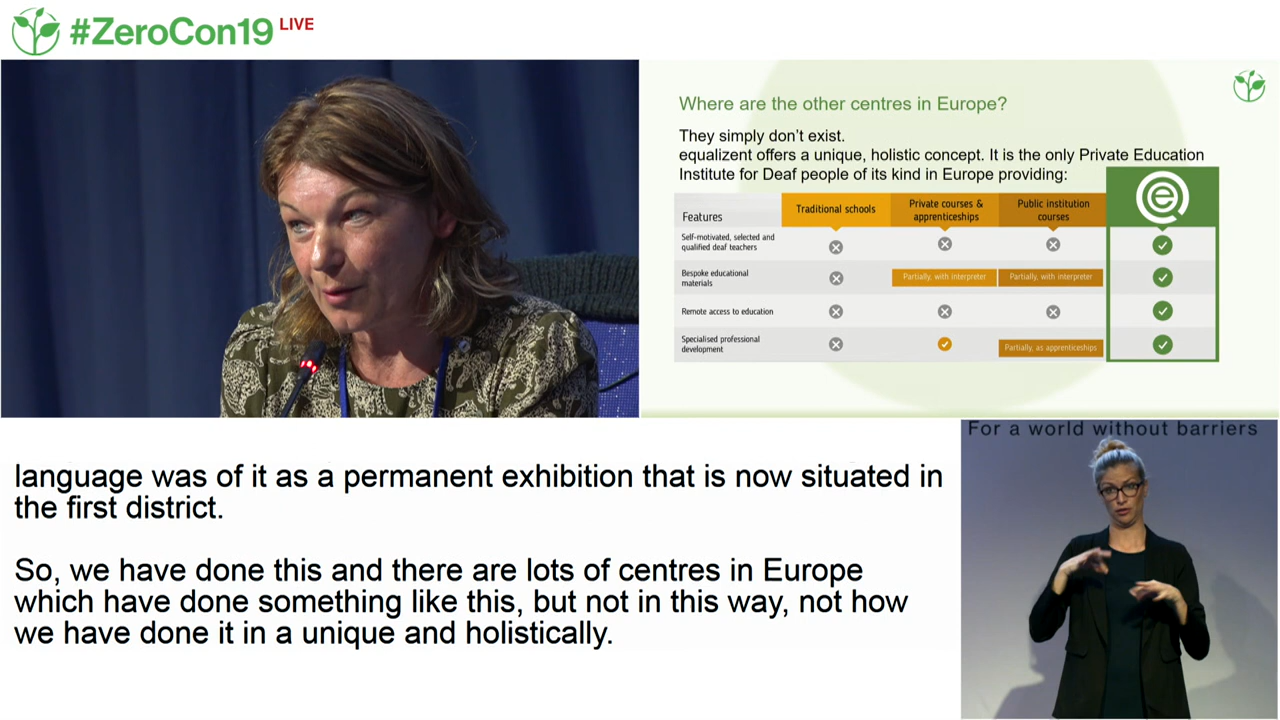 #ZeroCon19 LIVE
Where are the other centres in Europe?
They simply don't exist.
equalizent offers a unique, holistic concept. It is the only Private Education
Institute for Deaf people of its kind in Europe providing:
Features
Traditional schools
Private courses &
apprenticeships
Public institution
courses
e
Self-motivated, selected and
qualified deaf teachers
Bespoke educational
materials
Partially, with interpreter
Partially, with interpreter
Remote access to education
Specialised professional
development
Partially, as apprenticeships
language was of it as a permanent exhibition that is now situated in
the first district.
So, we have done this and there are lots of centres in Europe
which have done something like this, but not in this way, not how
we have done it in a unique and holistically.
For a world without barriers